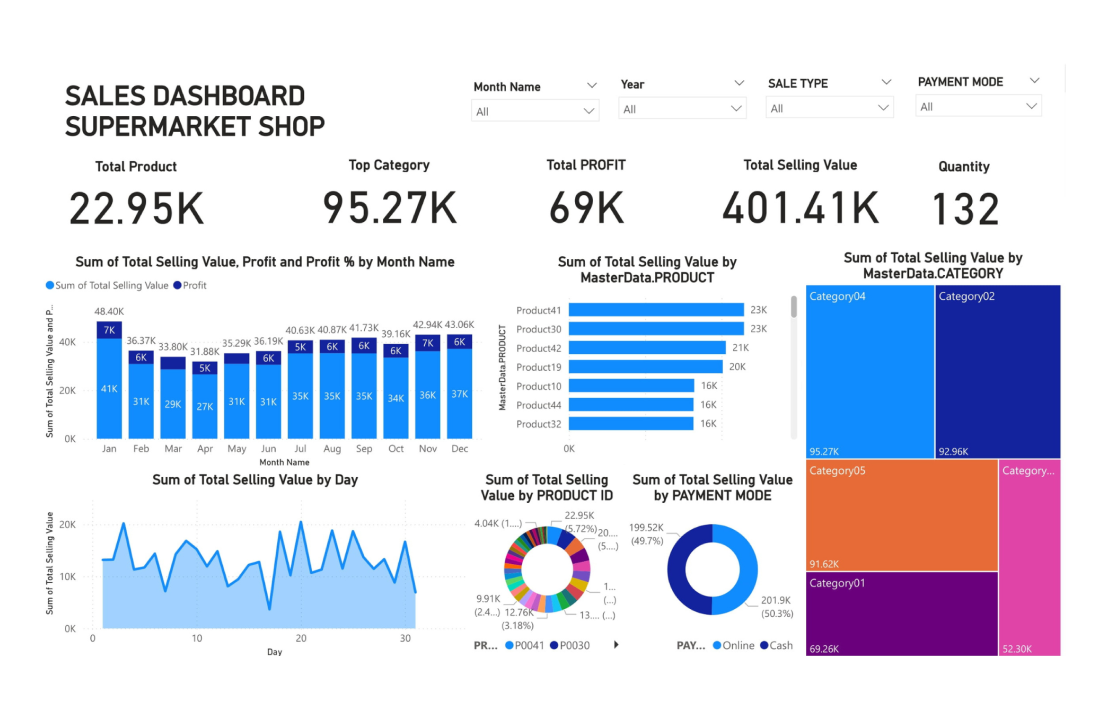 SALES DASHBOARD
SUPERMARKET SHOP
Month Name
All
Year
All
SALE TYPE
All
PAYMENT MODE
All
Total Product
22.95K
Top Category
95.27K
Total PROFIT
69K
Total Selling Value
401.41K
Quantity
132
Sum of Total Selling Value, Profit and Profit % by Month Name
Sum of Total Selling Value Profit
Sum of Total Selling Value and P...
40K
20K
0K
48.40K
36.37K
33.80K
31.88K
35.29K
36.19K
40.63K
40.87K
41.73K
39.16K
42.94K
43.06K
7K
6K
5K
6K
5K
6K
6K
6K
7K
6K
41K
31K
29K
27K
31K
31K
35K
35K
35K
34K
36K
37K
Jan Feb Mar Apr May Jun Jul Aug Sep Oct Nov Dec
Month Name
Sum of Total Selling Value by
MasterData.PRODUCT
MasterData.PRODUCT
Product41 23K
Product30 23K
Product42 21K
Product19 20K
Product10 16K
Product44 16K
Product32 16K
0K
Sum of Total Selling Value by
MasterData.CATEGORY
Category04
95.27K
Category02
92.96K
Category05
91.62K
Category...
52.30K
Category01
69.26K
Sum of Total Selling Value by Day
Sum of Total Selling Value
20K
10K
0K
0 10 20 30
Day
Sum of Total Selling
Value by PRODUCT ID
4.04K (1....)
22.95K
(5.72%)
20....
(5....)
1...
(...)
13.... (...)
12.76K
(3.18%)
9.91K
(2.4...)
PR... P0041 P0030
Sum of Total Selling Value
by PAYMENT MODE
199.52K
(49.7%)
201.9K
(50.3%)
PAY... Online Cash